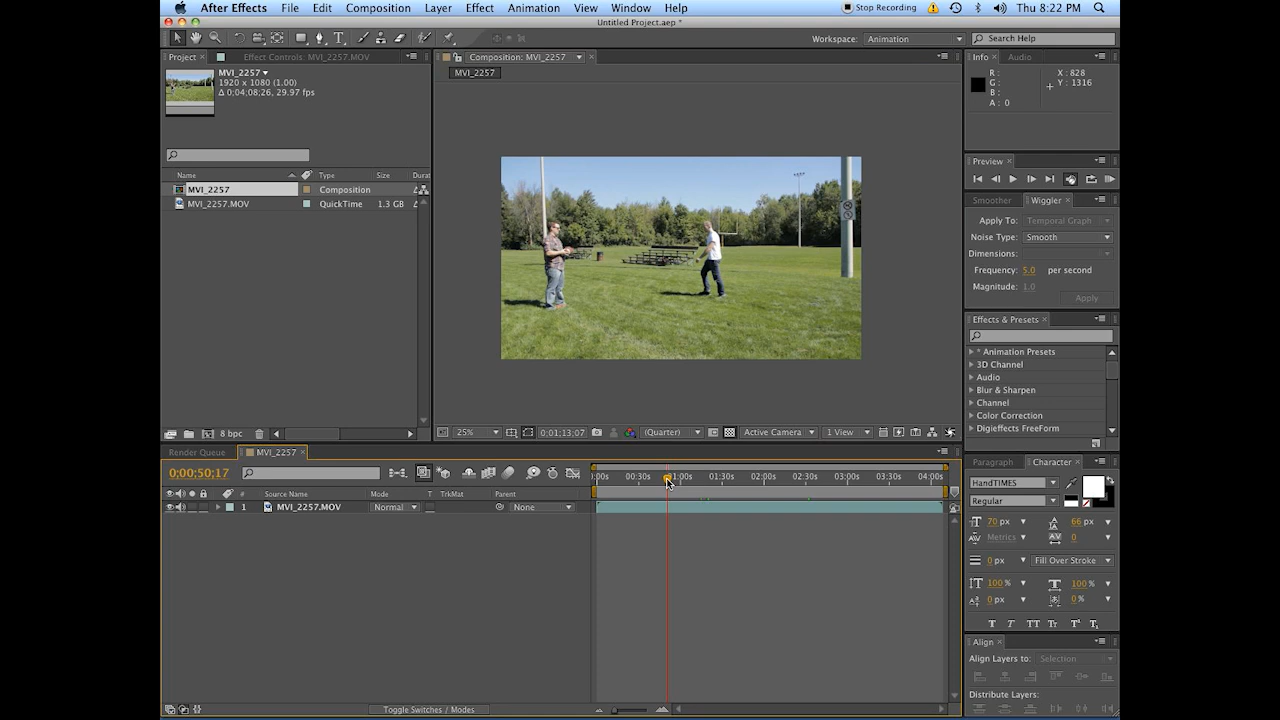 After Effects File Edit Composition Layer Effect Animation View Window Help Stop Recording Thu 8:22 PM
Untitled Project.aep *
Workspace: Animation Search Help
Project × Effect Controls: MVI_2257.MOV
Composition: MVI_2257
MVI_2257
MVI_2257
1920 x 1080 (1.00)
Δ 0;04;08;26, 29.97 fps
Name Type Size Durat
MVI_2257 Composition
MVI_2257.MOV QuickTime 1.3 GB
8 bpc
25% 0;01;13;07 (Quarter) Active Camera 1 View
Info × Audio
R :
G :
B :
A : 0
X : 828
Y : 1316
Preview ×
Smoother Wiggler ×
Apply To: Temporal Graph
Noise Type: Smooth
Dimensions:
Frequency: 5.0 per second
Magnitude: 1.0
Apply
Effects & Presets ×
* Animation Presets
3D Channel
Audio
Blur & Sharpen
Channel
Color Correction
Digieffects FreeForm
Render Queue MVI_2257 ×
0;00;50;17
:00s 00:30s 01:00s 01:30s 02:00s 02:30s 03:00s 03:30s 04:00s
# Source Name Mode T TrkMat Parent
1 MVI_2257.MOV Normal None
Toggle Switches / Modes
Paragraph Character ×
HandTIMES
Regular
70 px 66 px
Metrics 0
0 px Fill Over Stroke
100 % 100 %
0 px 0 %
T T TT Tr T¹ T₁
Align ×
Align Layers to: Selection
Distribute Layers: